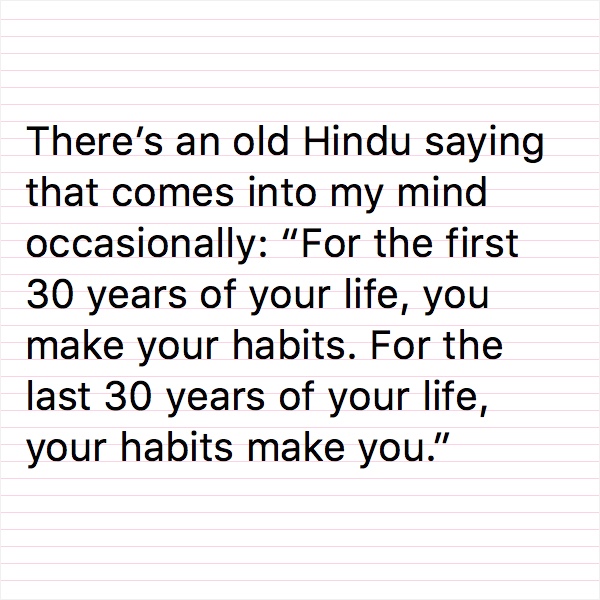 There’s an old Hindu saying
that comes into my mind
occasionally: “For the first
30 years of your life, you
make your habits. For the
last 30 years of your life,
your habits make you.”